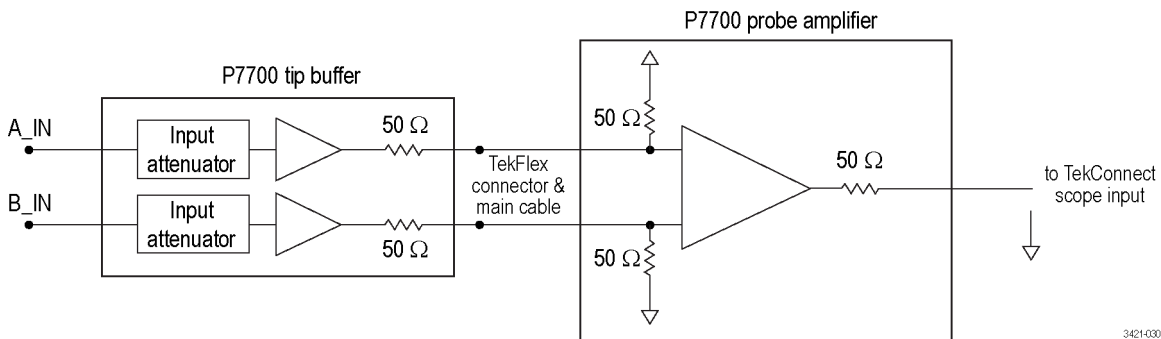 P7700 probe amplifier
P7700 tip buffer
A_IN
Input
attenuator
50 Ω
B_IN
Input
attenuator
50 Ω
TekFlex
connector &
main cable
50 Ω
50 Ω
50 Ω
to TekConnect
scope input
3421-030